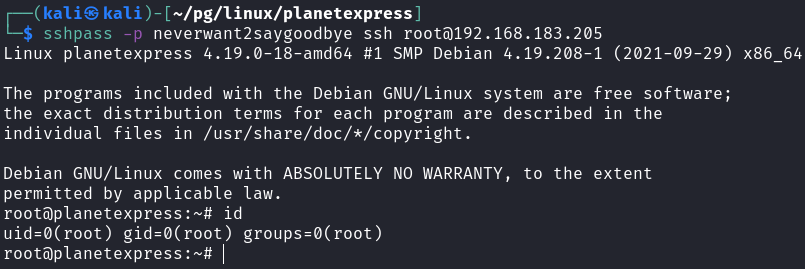 ┌──(kali㉿kali)-[~/pg/linux/planetexpress]
└─$ sshpass -p neverwant2saygoodbye ssh root@192.168.183.205
Linux planetexpress 4.19.0-18-amd64 #1 SMP Debian 4.19.208-1 (2021-09-29) x86_64
The programs included with the Debian GNU/Linux system are free software;
the exact distribution terms for each program are described in the
individual files in /usr/share/doc/*/copyright.
Debian GNU/Linux comes with ABSOLUTELY NO WARRANTY, to the extent
permitted by applicable law.
root@planetexpress:~# id
uid=0(root) gid=0(root) groups=0(root)
root@planetexpress:~#